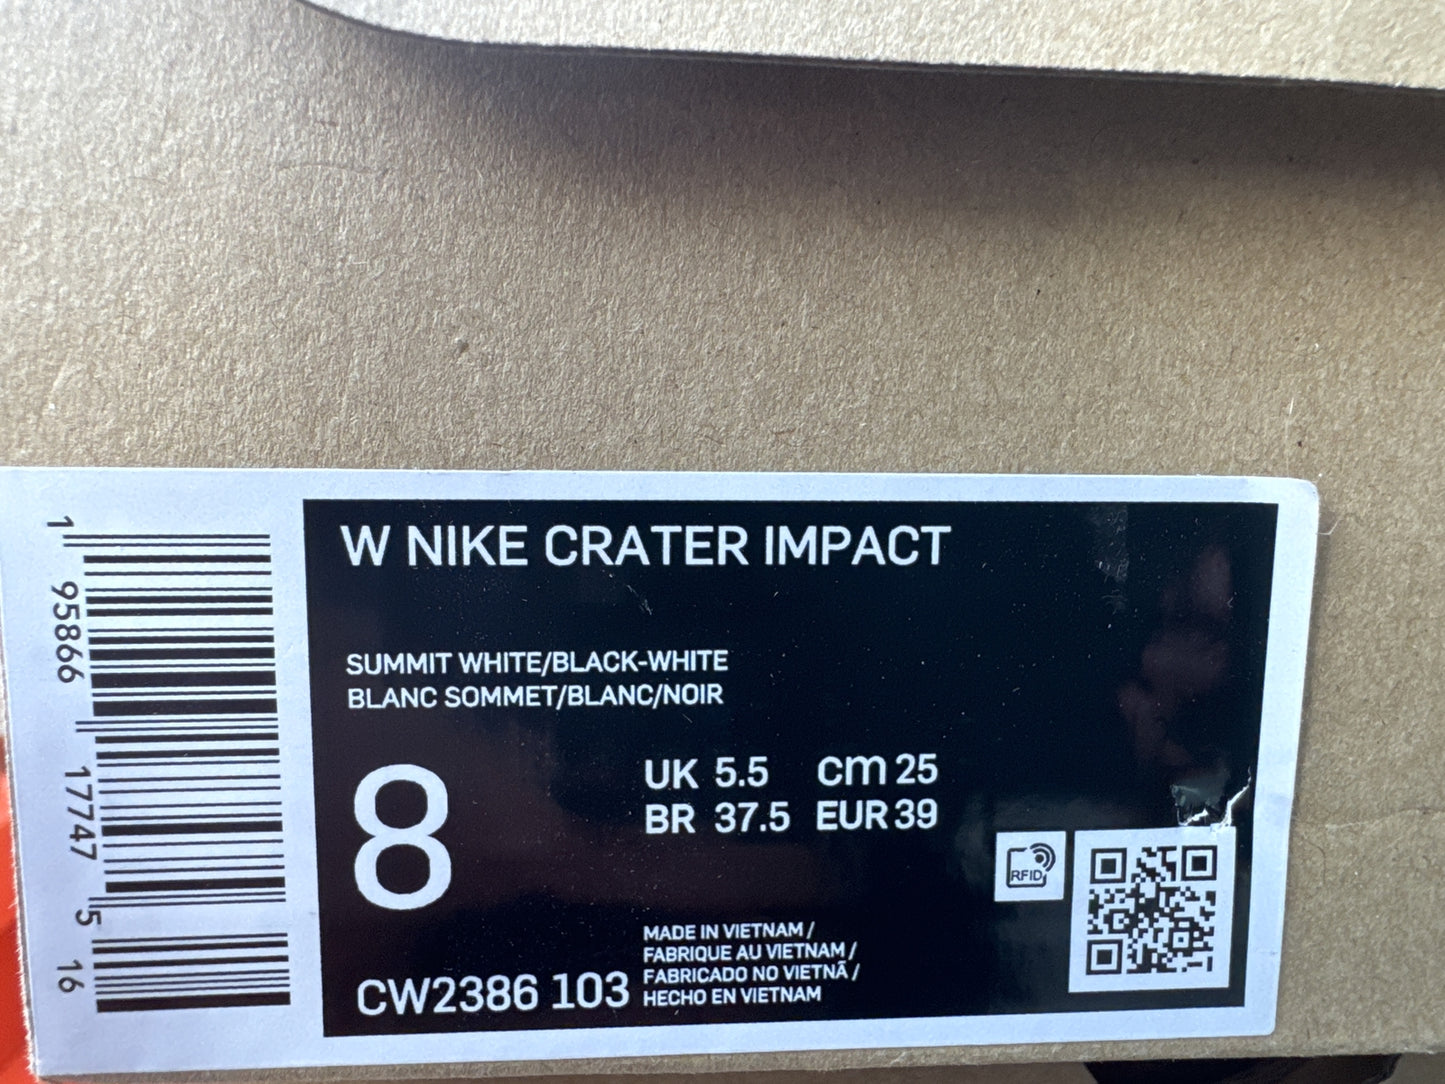 W NIKE CRATER IMPACT
SUMMIT WHITE/BLACK-WHITE
BLANC SOMMET/BLANC/NOIR
8
UK 5.5 cm 25
BR 37.5 EUR 39
RFID
CW2386 103
MADE IN VIETNAM /
FABRIQUE AU VIETNAM /
FABRICADO NO VIETNÃ /
HECHO EN VIETNAM
1 95866 17747 5 16